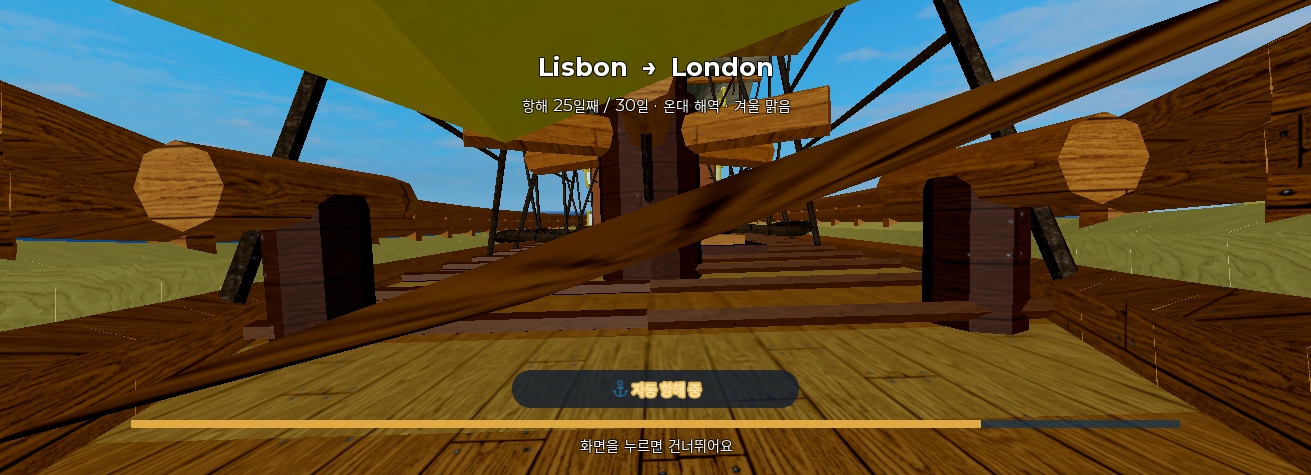 Lisbon → London
항해 25일째 / 30일 · 온대 해역 · 겨울 맑음
⚓ 자동 항해 중
화면을 누르면 건너뛰어요